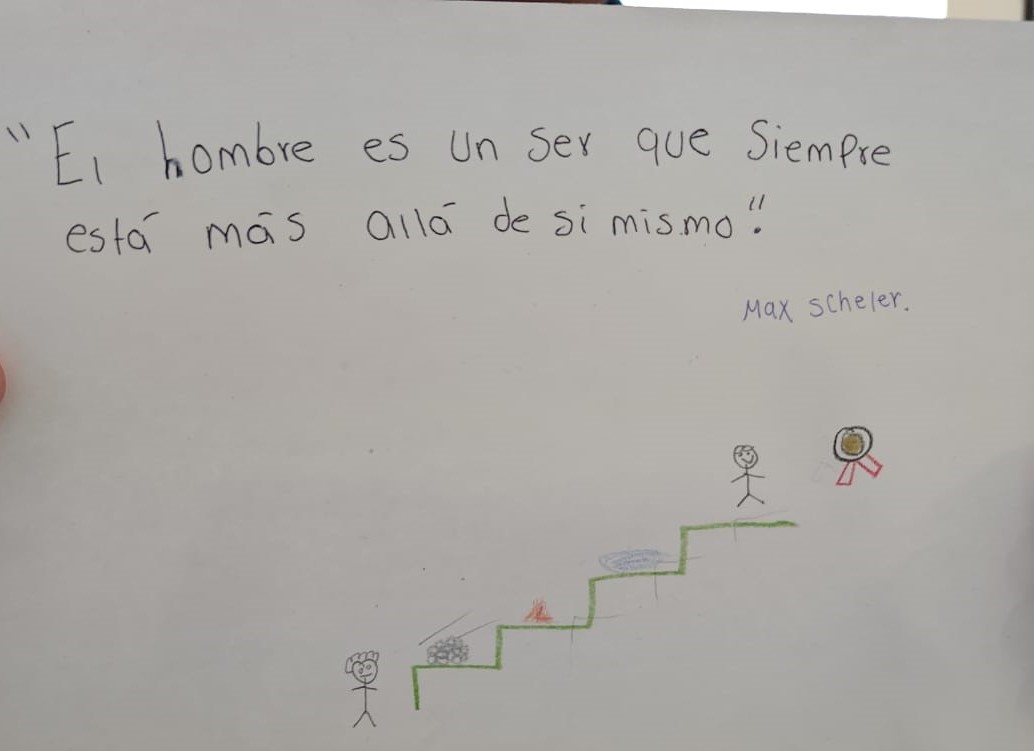 "El hombre es un ser que Siempre
está más allá de si mismo".
Max Scheler.